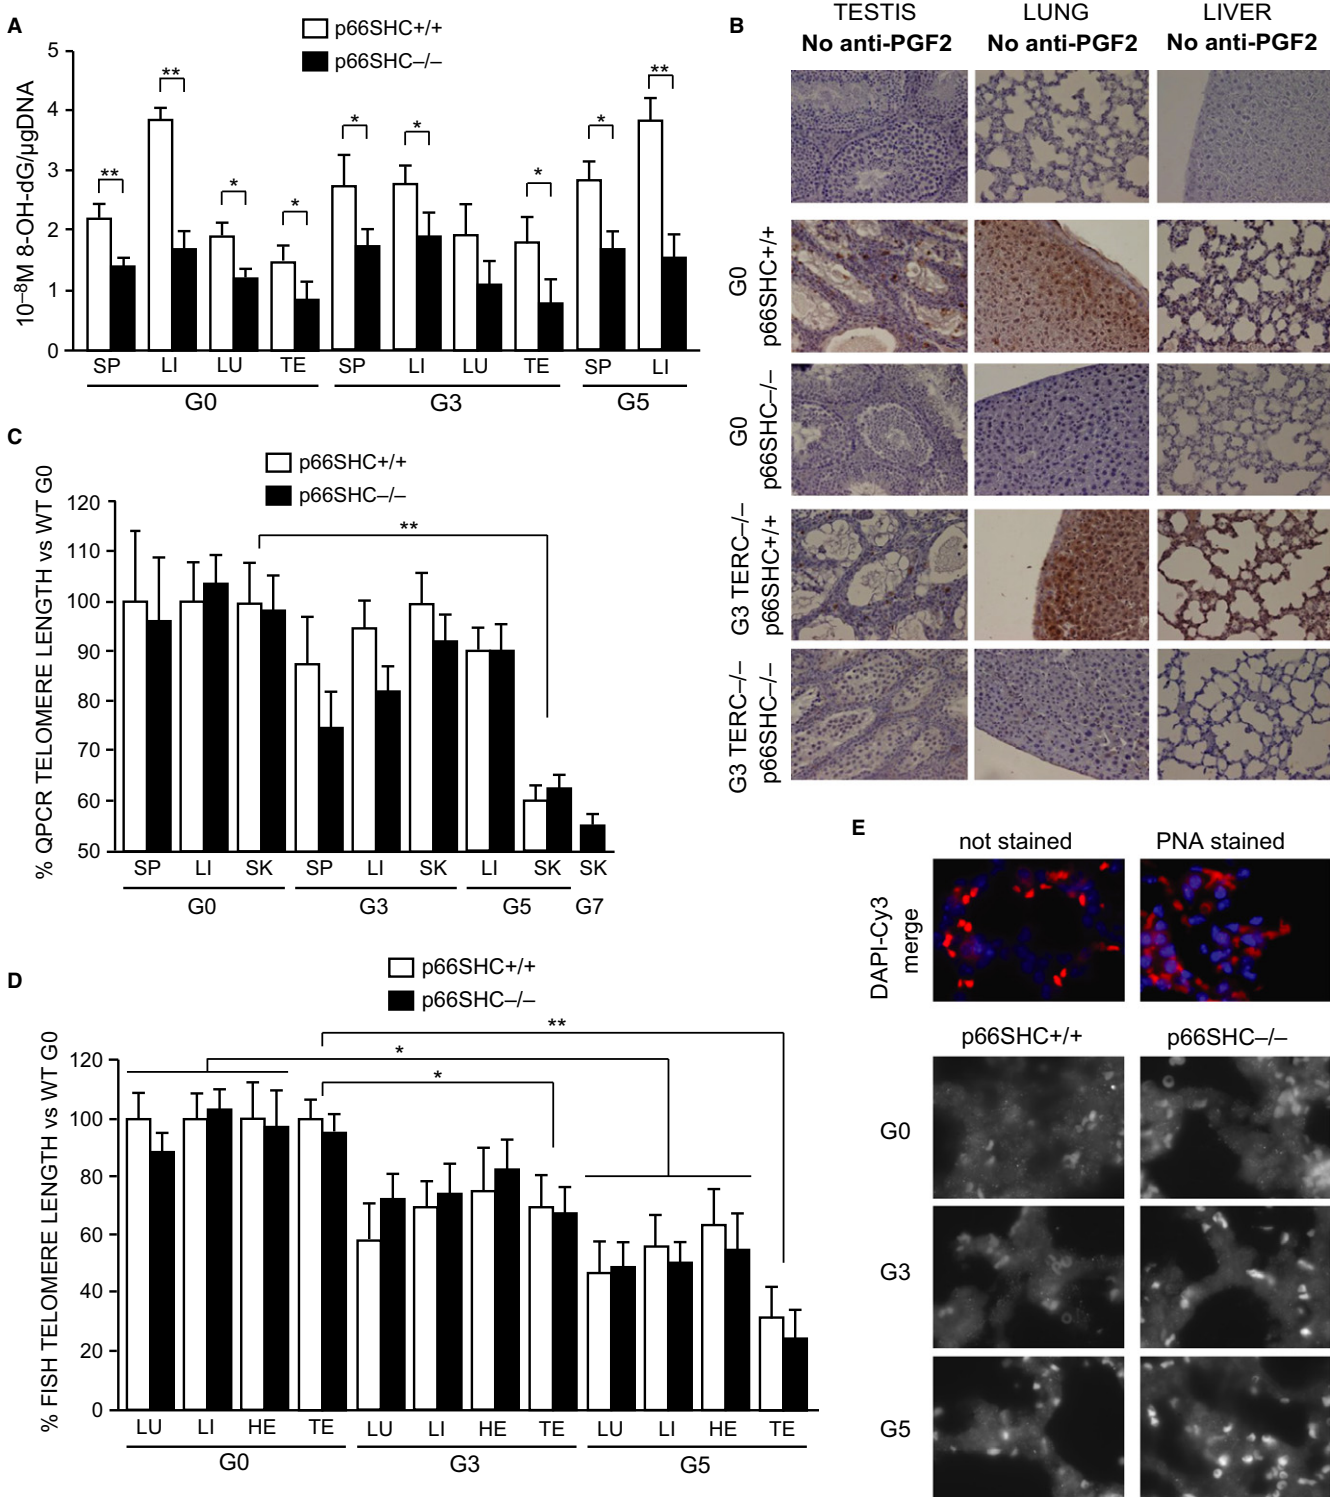 A
p66SHC+/+
p66SHC–/–
10⁻⁸M 8-OH-dG/µgDNA
5
4
3
2
1
0
** ** * * * * * * **
SP LI LU TE SP LI LU TE SP LI
G0 G3 G5
B
TESTIS LUNG LIVER
No anti-PGF2 No anti-PGF2 No anti-PGF2
G0
p66SHC+/+
G0
p66SHC–/–
G3 TERC–/–
p66SHC+/+
G3 TERC–/–
p66SHC–/–
C
p66SHC+/+
p66SHC–/–
% QPCR TELOMERE LENGTH vs WT G0
120
110
100
90
80
70
60
50
**
SP LI SK SP LI SK LI SK SK
G0 G3 G5 G7
D
p66SHC+/+
p66SHC–/–
% FISH TELOMERE LENGTH vs WT G0
120
100
80
60
40
20
0
**
*
*
LU LI HE TE LU LI HE TE LU LI HE TE
G0 G3 G5
E
not stained PNA stained
DAPI-Cy3
merge
p66SHC+/+ p66SHC–/–
G0
G3
G5